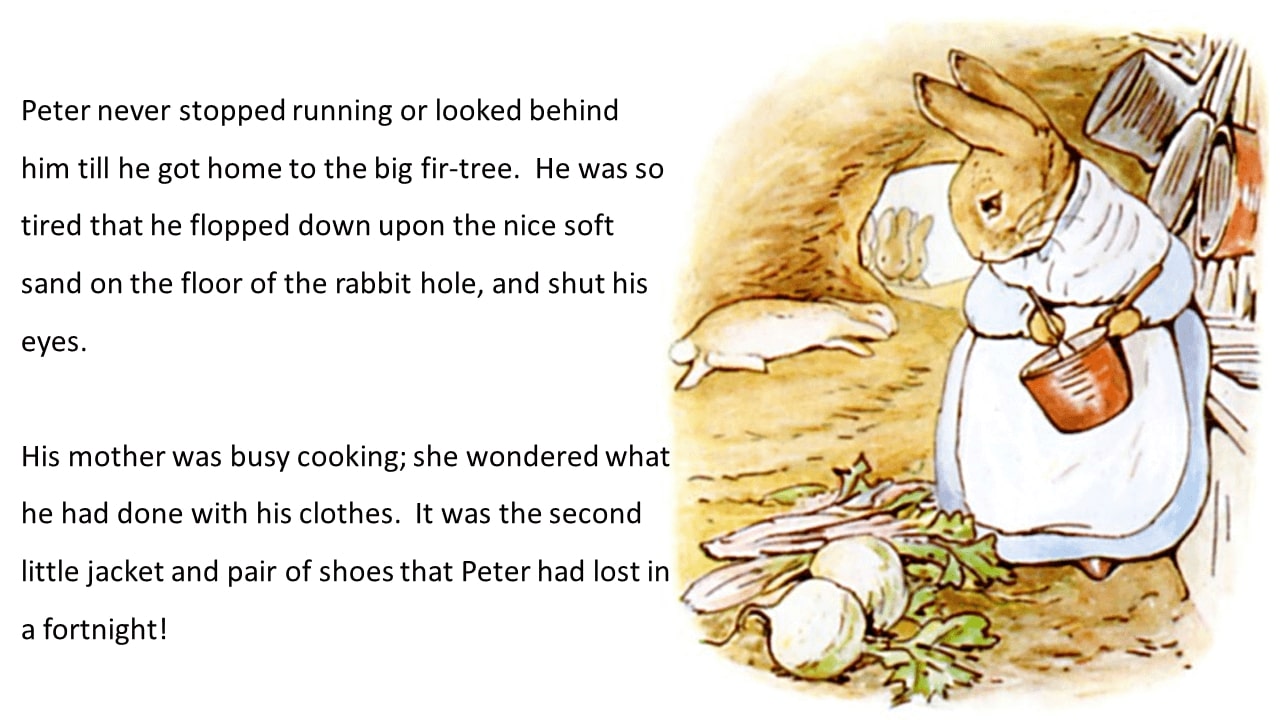 Peter never stopped running or looked behind
him till he got home to the big fir-tree.  He was so
tired that he flopped down upon the nice soft
sand on the floor of the rabbit hole, and shut his
eyes.
His mother was busy cooking; she wondered what
he had done with his clothes.  It was the second
little jacket and pair of shoes that Peter had lost in
a fortnight!